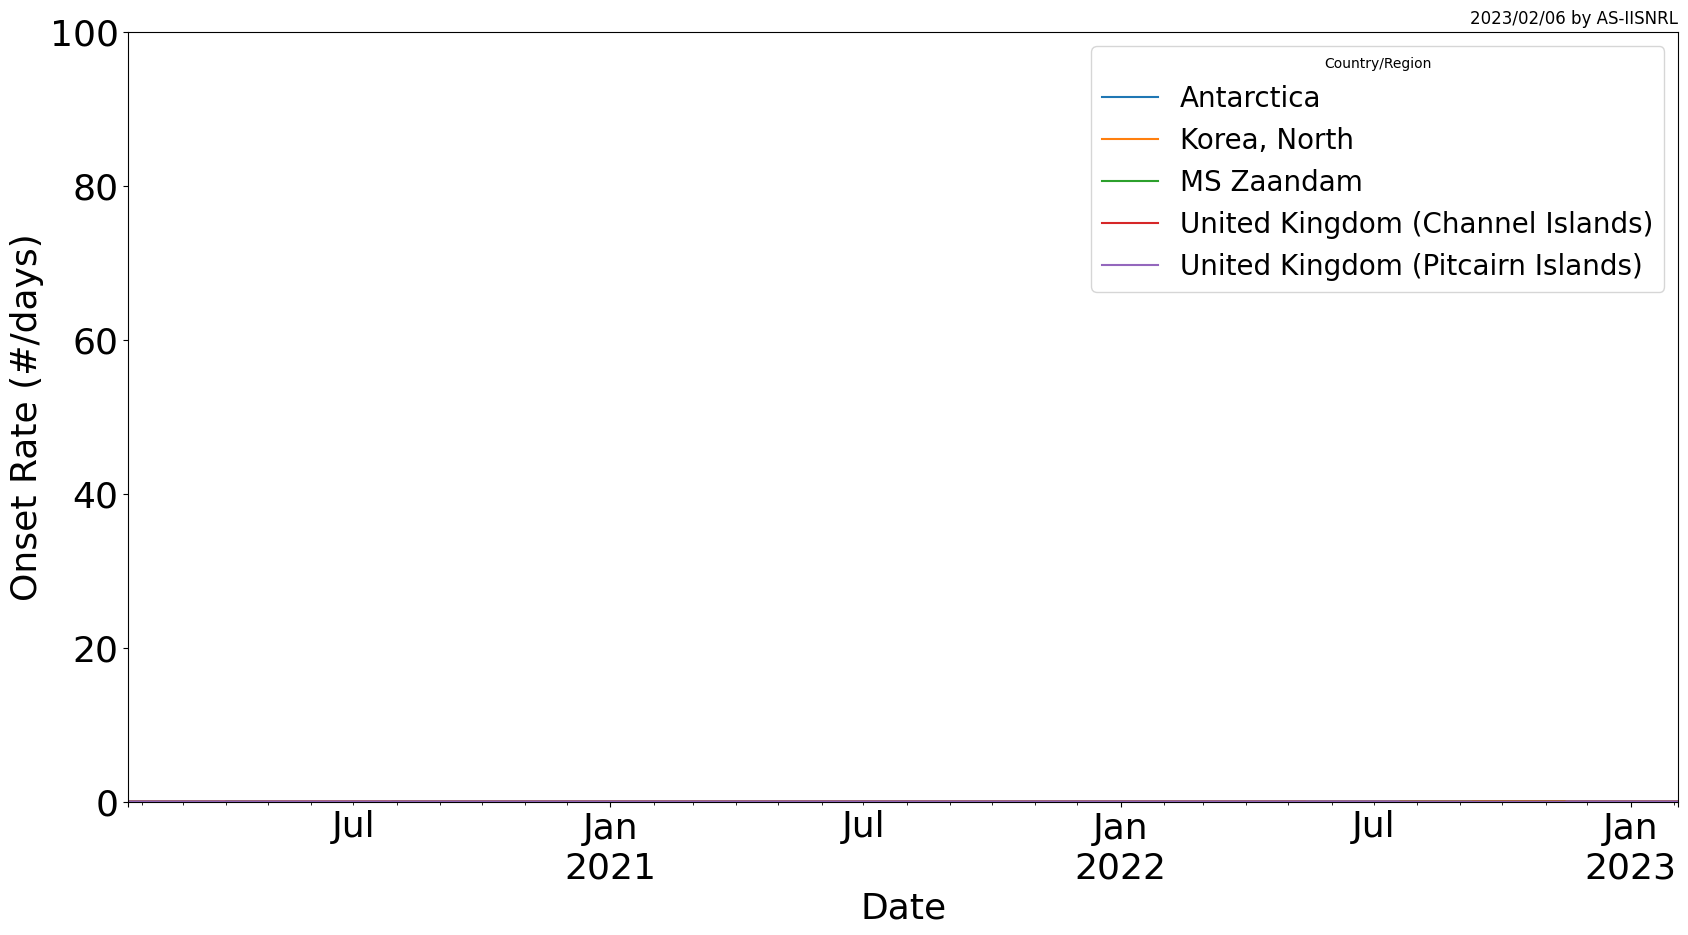 2023/02/06 by AS-IISNRL
100
80
60
40
20
0
Onset Rate (#/days)
Country/Region
Antarctica
Korea, North
MS Zaandam
United Kingdom (Channel Islands)
United Kingdom (Pitcairn Islands)
Jul
Jan
2021
Jul
Jan
2022
Jul
Jan
2023
Date